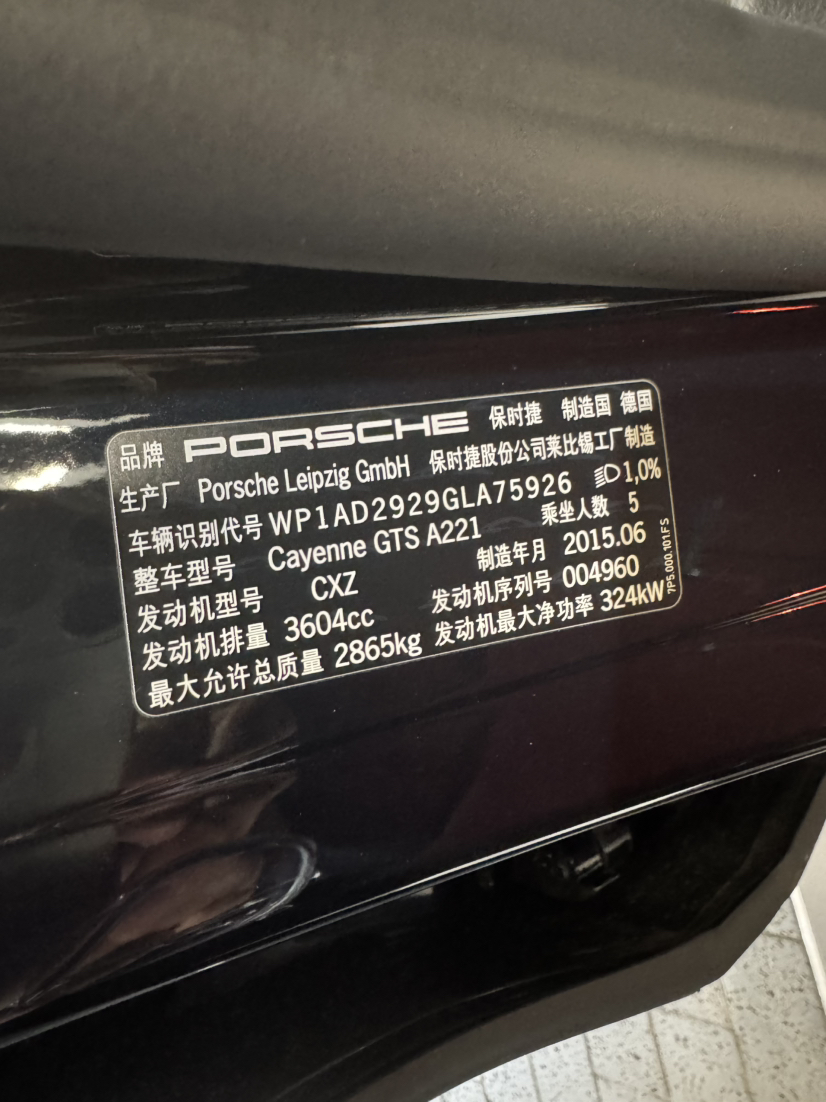 品牌 PORSCHE 保时捷 制造国 德国
生产厂 Porsche Leipzig GmbH 保时捷股份公司莱比锡工厂制造
车辆识别代号 WP1AD2929GLA75926 1,0%
整车型号 Cayenne GTS A221 乘坐人数 5
发动机型号 CXZ 制造年月 2015.06
发动机排量 3604cc 发动机序列号 004960
最大允许总质量 2865kg 发动机最大净功率 324kW
7P5.000.101.FS